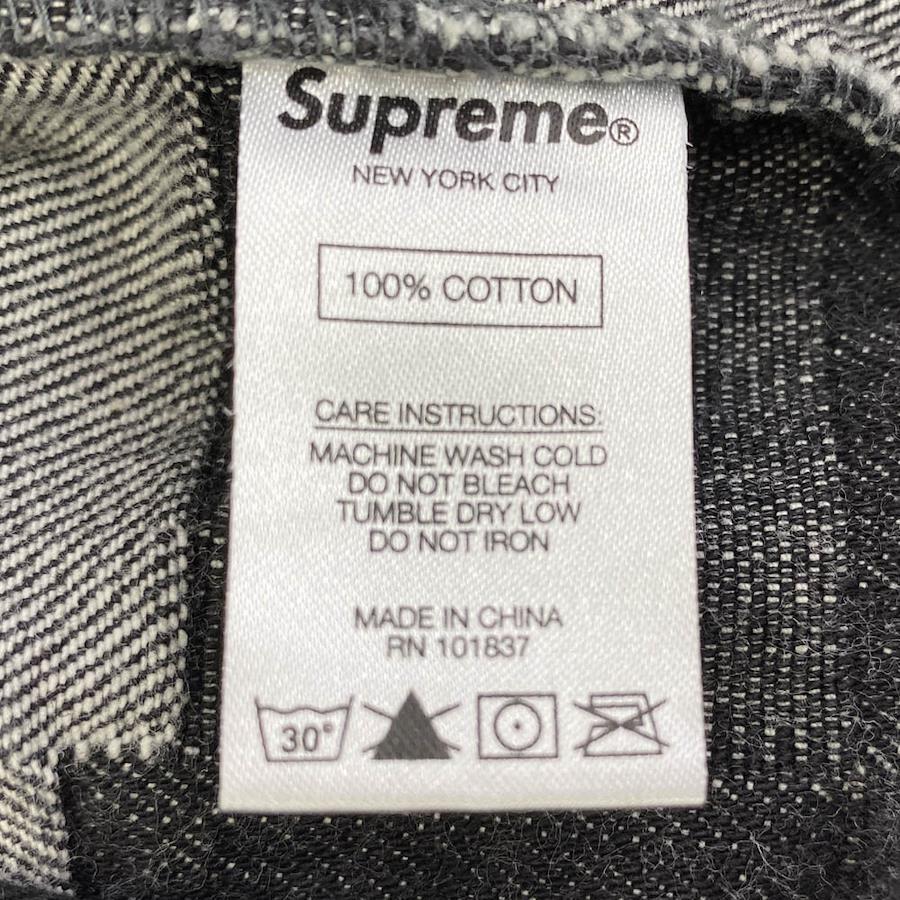 Supreme®
NEW YORK CITY
100% COTTON
CARE INSTRUCTIONS:
MACHINE WASH COLD
DO NOT BLEACH
TUMBLE DRY LOW
DO NOT IRON
MADE IN CHINA
RN 101837
30°